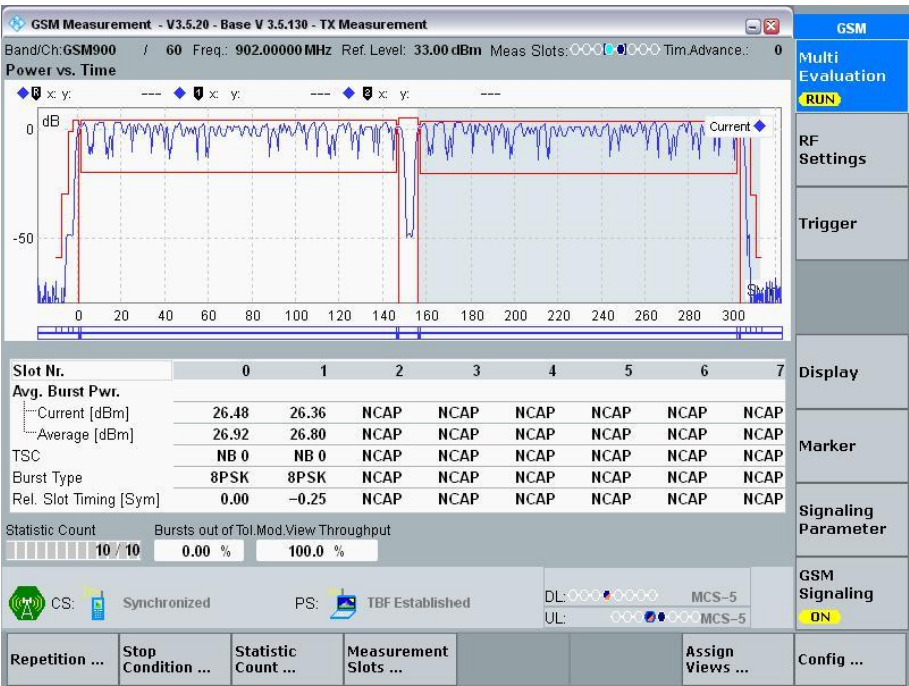 GSM Measurement - V3.5.20 - Base V 3.5.130 - TX Measurement
GSM
Band/Ch:GSM900 / 60 Freq.: 902.00000 MHz Ref. Level: 33.00 dBm Meas Slots: Tim.Advance.: 0
Power vs. Time
Multi Evaluation
RUN
R x: y: --- 1 x: y: --- 2 x: y: ---
dB
Current
0
-50
Sym
0 20 40 60 80 100 120 140 160 180 200 220 240 260 280 300
RF Settings
Trigger
Slot Nr. 0 1 2 3 4 5 6 7
Avg. Burst Pwr.
Current [dBm] 26.48 26.36 NCAP NCAP NCAP NCAP NCAP NCAP
Average [dBm] 26.92 26.80 NCAP NCAP NCAP NCAP NCAP NCAP
TSC NB 0 NB 0 NCAP NCAP NCAP NCAP NCAP NCAP
Burst Type 8PSK 8PSK NCAP NCAP NCAP NCAP NCAP NCAP
Rel. Slot Timing [Sym] 0.00 -0.25 NCAP NCAP NCAP NCAP NCAP NCAP
Display
Marker
Signaling Parameter
Statistic Count Bursts out of Tol. Mod.View Throughput
10 / 10 0.00 % 100.0 %
CS: Synchronized PS: TBF Established
DL: MCS-5
UL: MCS-5
GSM Signaling
ON
Repetition ...
Stop Condition ...
Statistic Count ...
Measurement Slots ...
Assign Views ...
Config ...